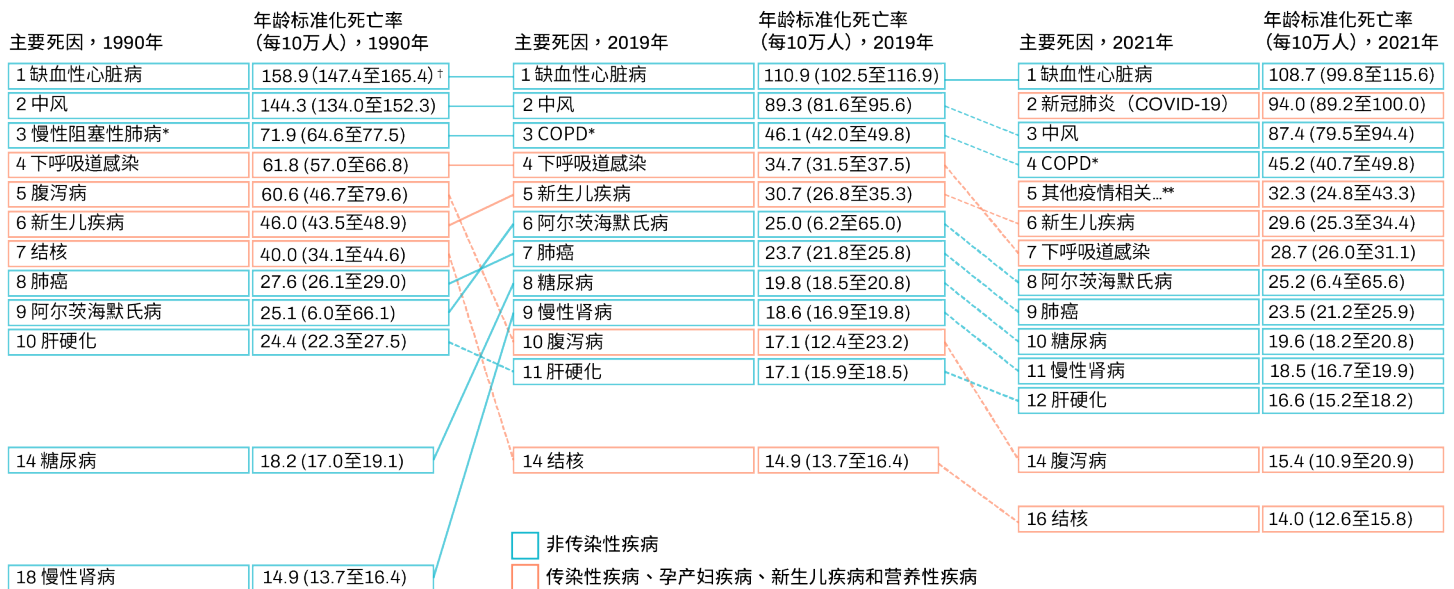 主要死因，1990年
年龄标准化死亡率
（每10万人），1990年
1 缺血性心脏病 158.9 (147.4至165.4)†
2 中风 144.3 (134.0至152.3)
3 慢性阻塞性肺病* 71.9 (64.6至77.5)
4 下呼吸道感染 61.8 (57.0至66.8)
5 腹泻病 60.6 (46.7至79.6)
6 新生儿疾病 46.0 (43.5至48.9)
7 结核 40.0 (34.1至44.6)
8 肺癌 27.6 (26.1至29.0)
9 阿尔茨海默氏病 25.1 (6.0至66.1)
10 肝硬化 24.4 (22.3至27.5)
14 糖尿病 18.2 (17.0至19.1)
18 慢性肾病 14.9 (13.7至16.4)
主要死因，2019年
年龄标准化死亡率
（每10万人），2019年
1 缺血性心脏病 110.9 (102.5至116.9)
2 中风 89.3 (81.6至95.6)
3 COPD* 46.1 (42.0至49.8)
4 下呼吸道感染 34.7 (31.5至37.5)
5 新生儿疾病 30.7 (26.8至35.3)
6 阿尔茨海默氏病 25.0 (6.2至65.0)
7 肺癌 23.7 (21.8至25.8)
8 糖尿病 19.8 (18.5至20.8)
9 慢性肾病 18.6 (16.9至19.8)
10 腹泻病 17.1 (12.4至23.2)
11 肝硬化 17.1 (15.9至18.5)
14 结核 14.9 (13.7至16.4)
主要死因，2021年
年龄标准化死亡率
（每10万人），2021年
1 缺血性心脏病 108.7 (99.8至115.6)
2 新冠肺炎（COVID-19） 94.0 (89.2至100.0)
3 中风 87.4 (79.5至94.4)
4 COPD* 45.2 (40.7至49.8)
5 其他疫情相关…** 32.3 (24.8至43.3)
6 新生儿疾病 29.6 (25.3至34.4)
7 下呼吸道感染 28.7 (26.0至31.1)
8 阿尔茨海默氏病 25.2 (6.4至65.6)
9 肺癌 23.5 (21.2至25.9)
10 糖尿病 19.6 (18.2至20.8)
11 慢性肾病 18.5 (16.7至19.9)
12 肝硬化 16.6 (15.2至18.2)
14 腹泻病 15.4 (10.9至20.9)
16 结核 14.0 (12.6至15.8)
非传染性疾病
传染性疾病、孕产妇疾病、新生儿疾病和营养性疾病